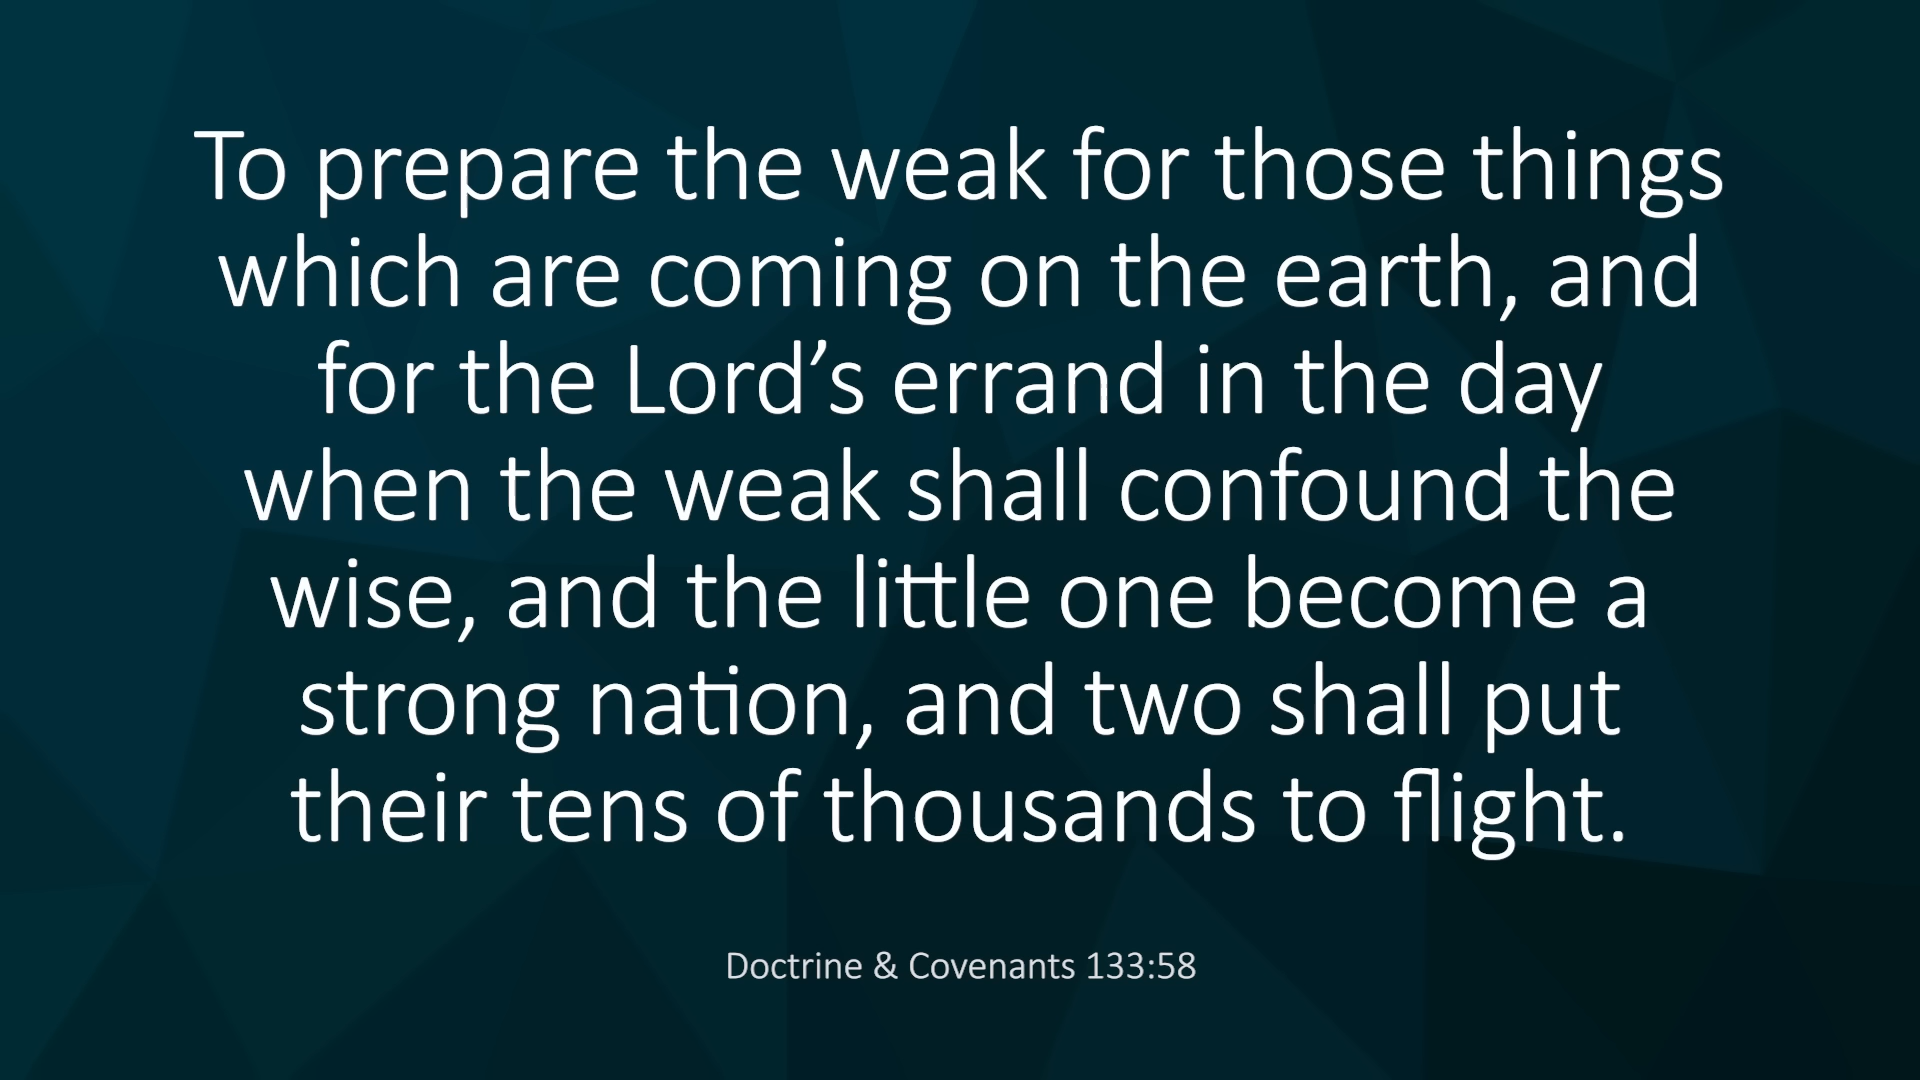 To prepare the weak for those things
which are coming on the earth, and
for the Lord’s errand in the day
when the weak shall confound the
wise, and the little one become a
strong nation, and two shall put
their tens of thousands to flight.
Doctrine & Covenants 133:58